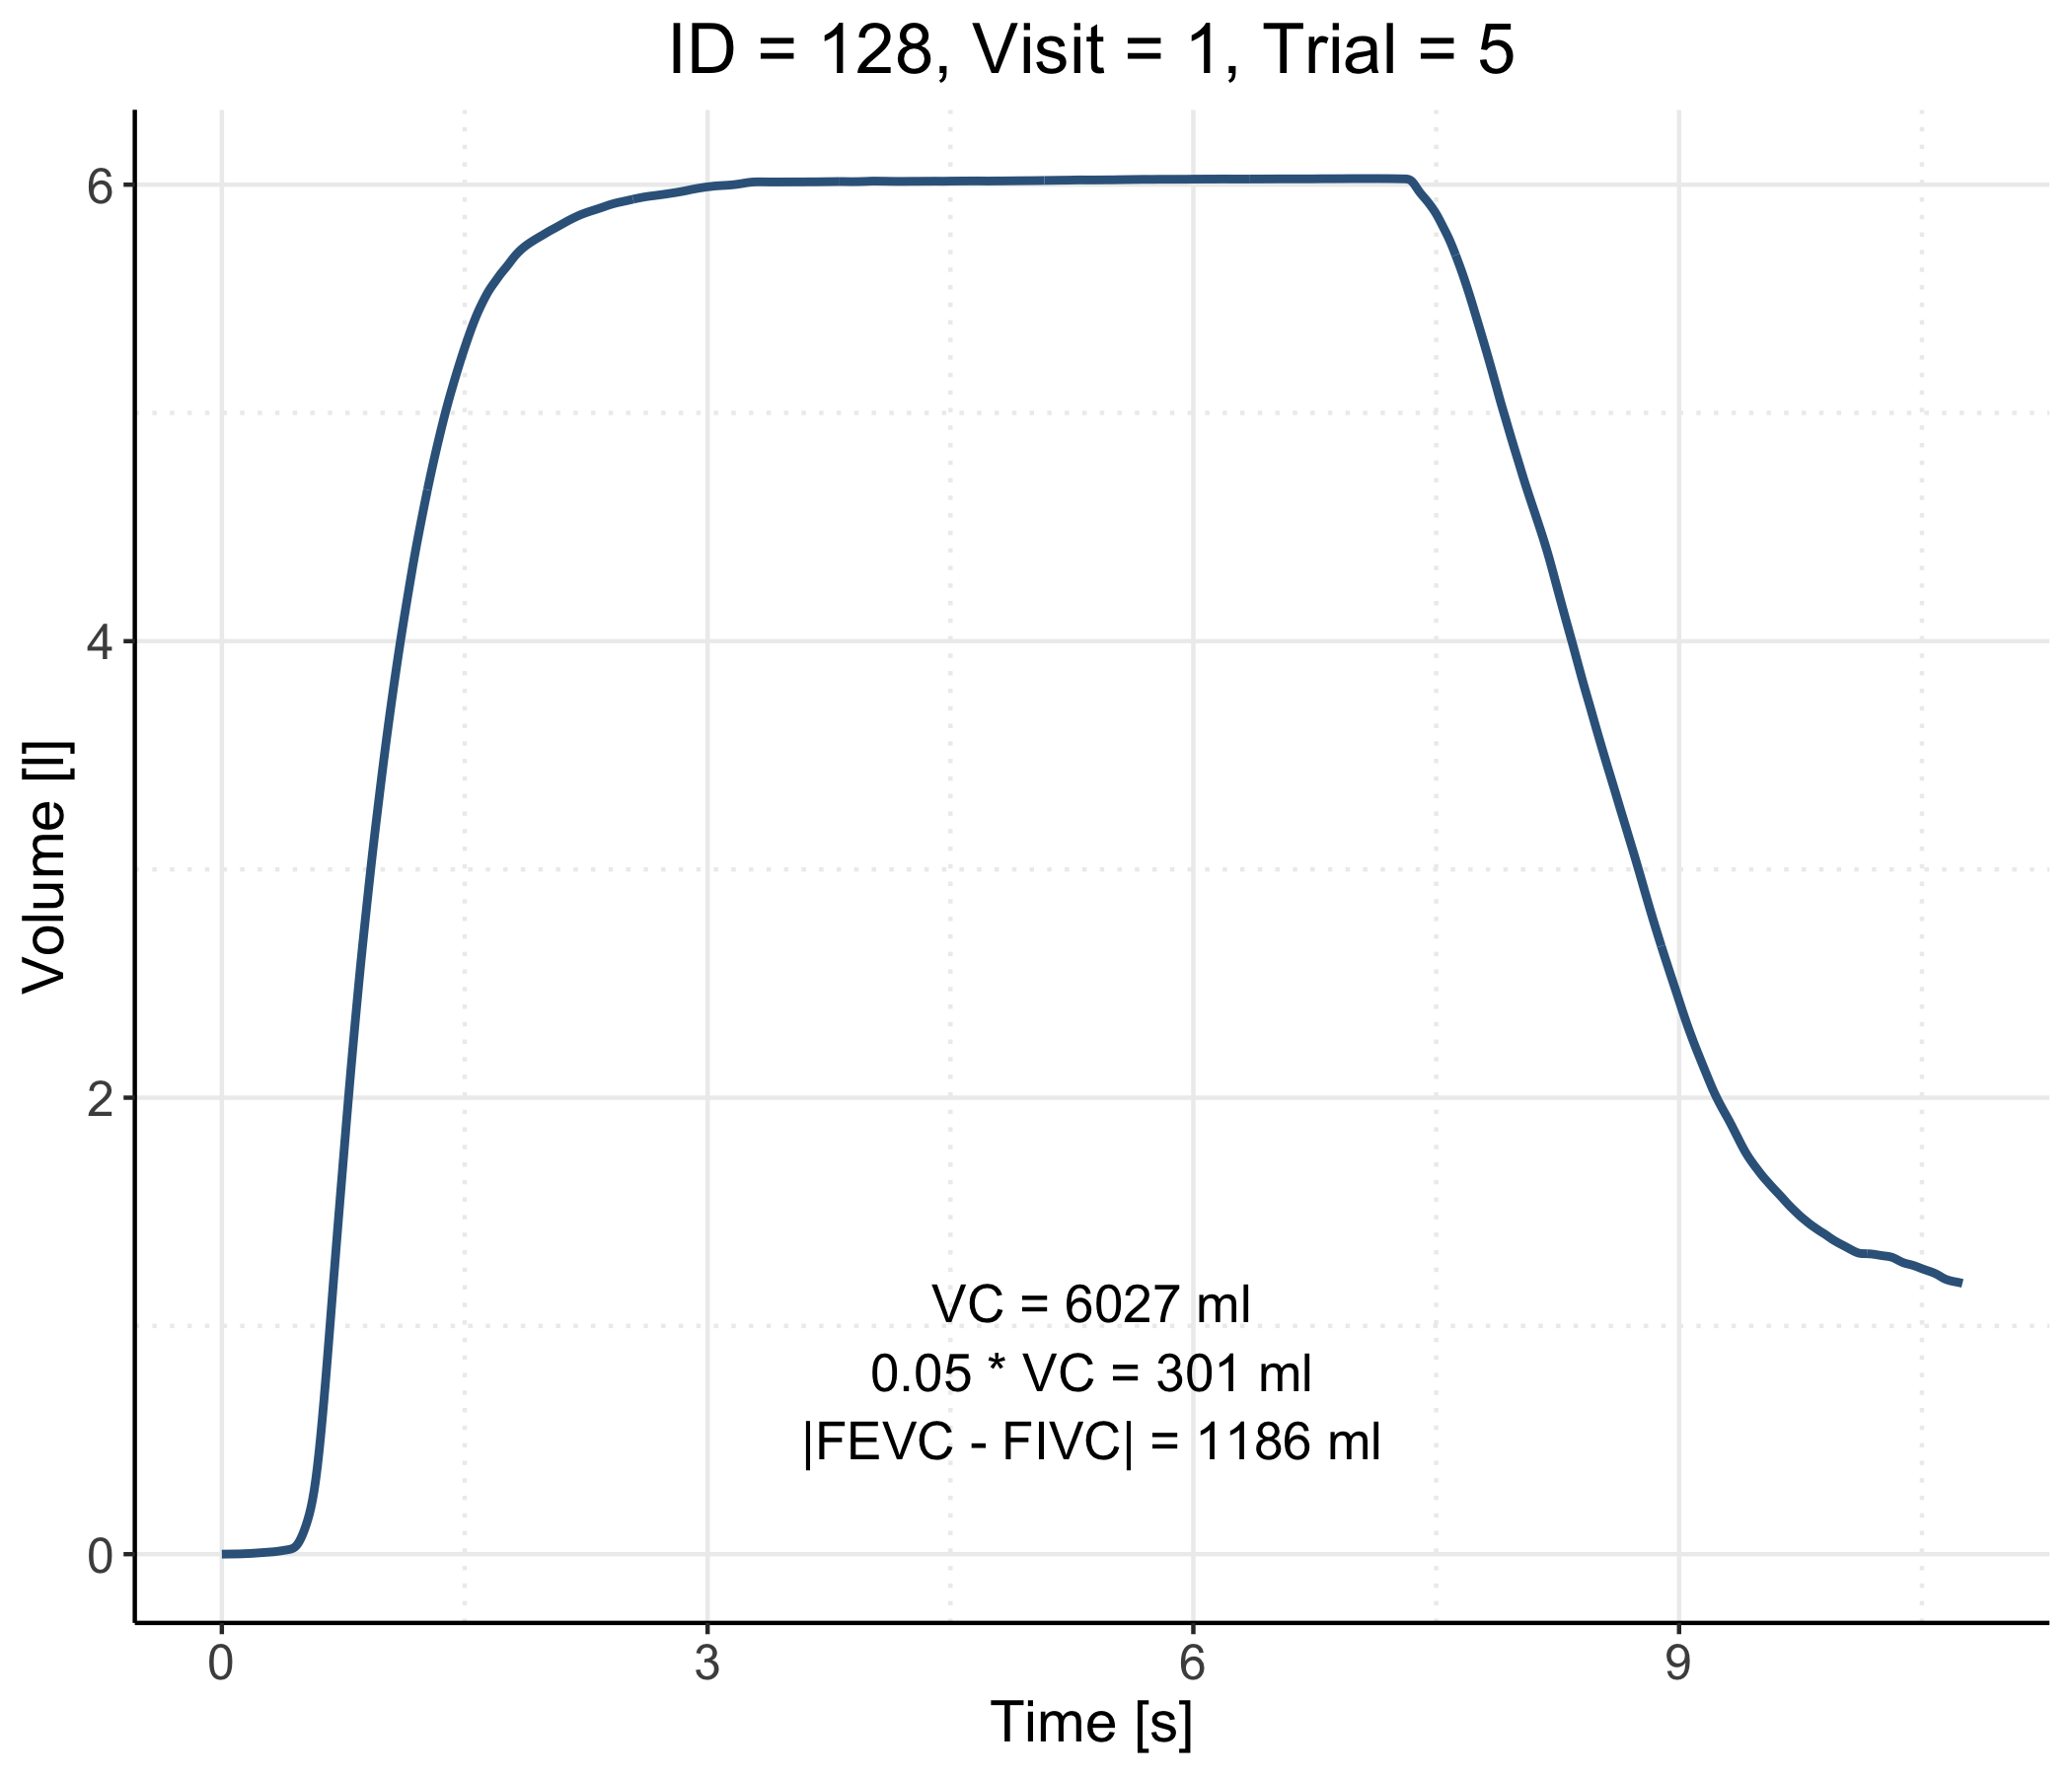 ID = 128, Visit = 1, Trial = 5
Volume [l]
6
4
2
0
VC = 6027 ml
0.05 * VC = 301 ml
|FEVC - FIVC| = 1186 ml
0 3 6 9
Time [s]